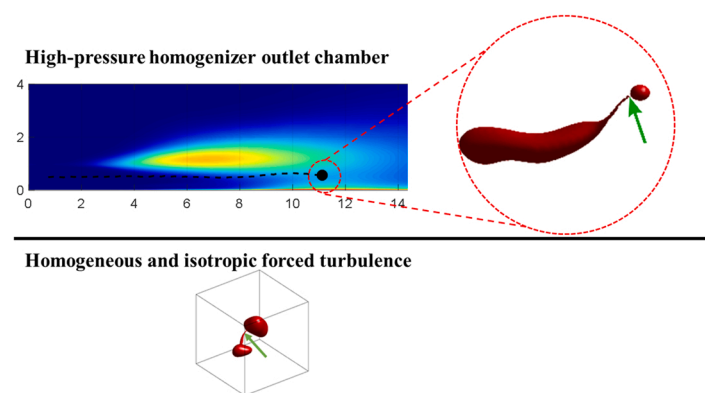 High-pressure homogenizer outlet chamber
4
2
0
0 2 4 6 8 10 12 14
Homogeneous and isotropic forced turbulence